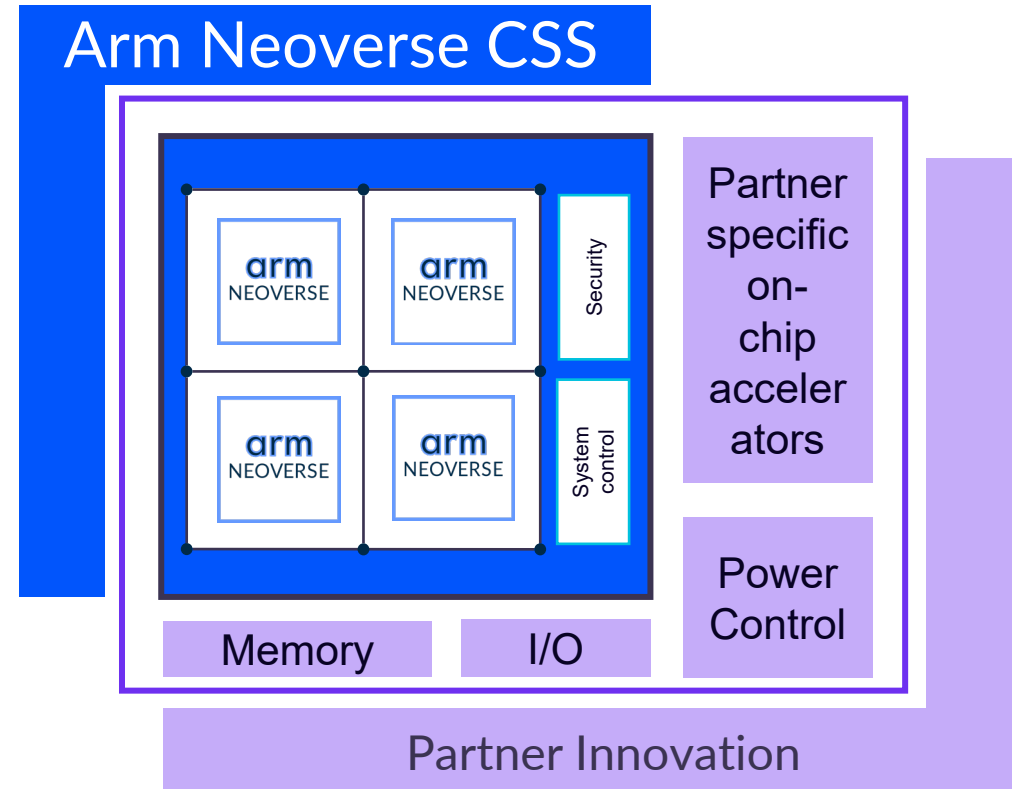 Arm Neoverse CSS
arm
NEOVERSE
arm
NEOVERSE
Security
Partner
specific
on-
chip
acceler
ators
arm
NEOVERSE
arm
NEOVERSE
System
control
Power
Control
Memory
I/O
Partner Innovation